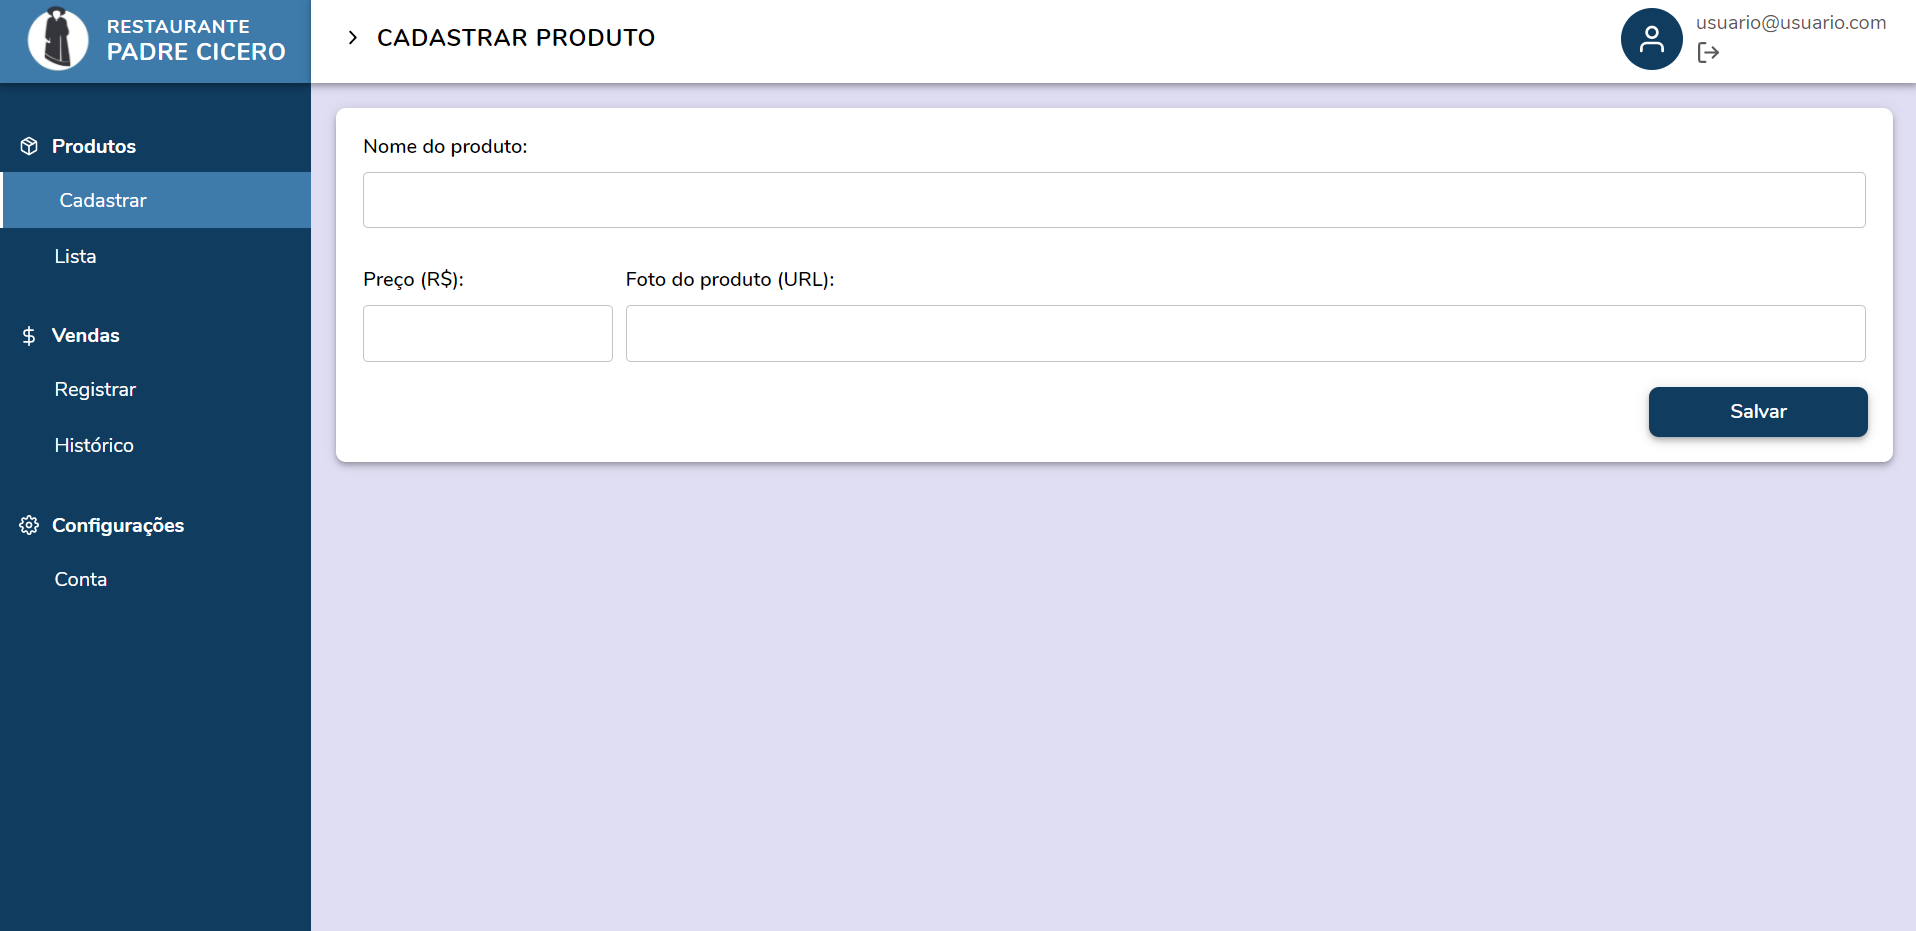 RESTAURANTE
PADRE CICERO
CADASTRAR PRODUTO
usuario@usuario.com
Produtos
Cadastrar
Lista
Vendas
Registrar
Histórico
Configurações
Conta
Nome do produto:
Preço (R$):
Foto do produto (URL):
Salvar